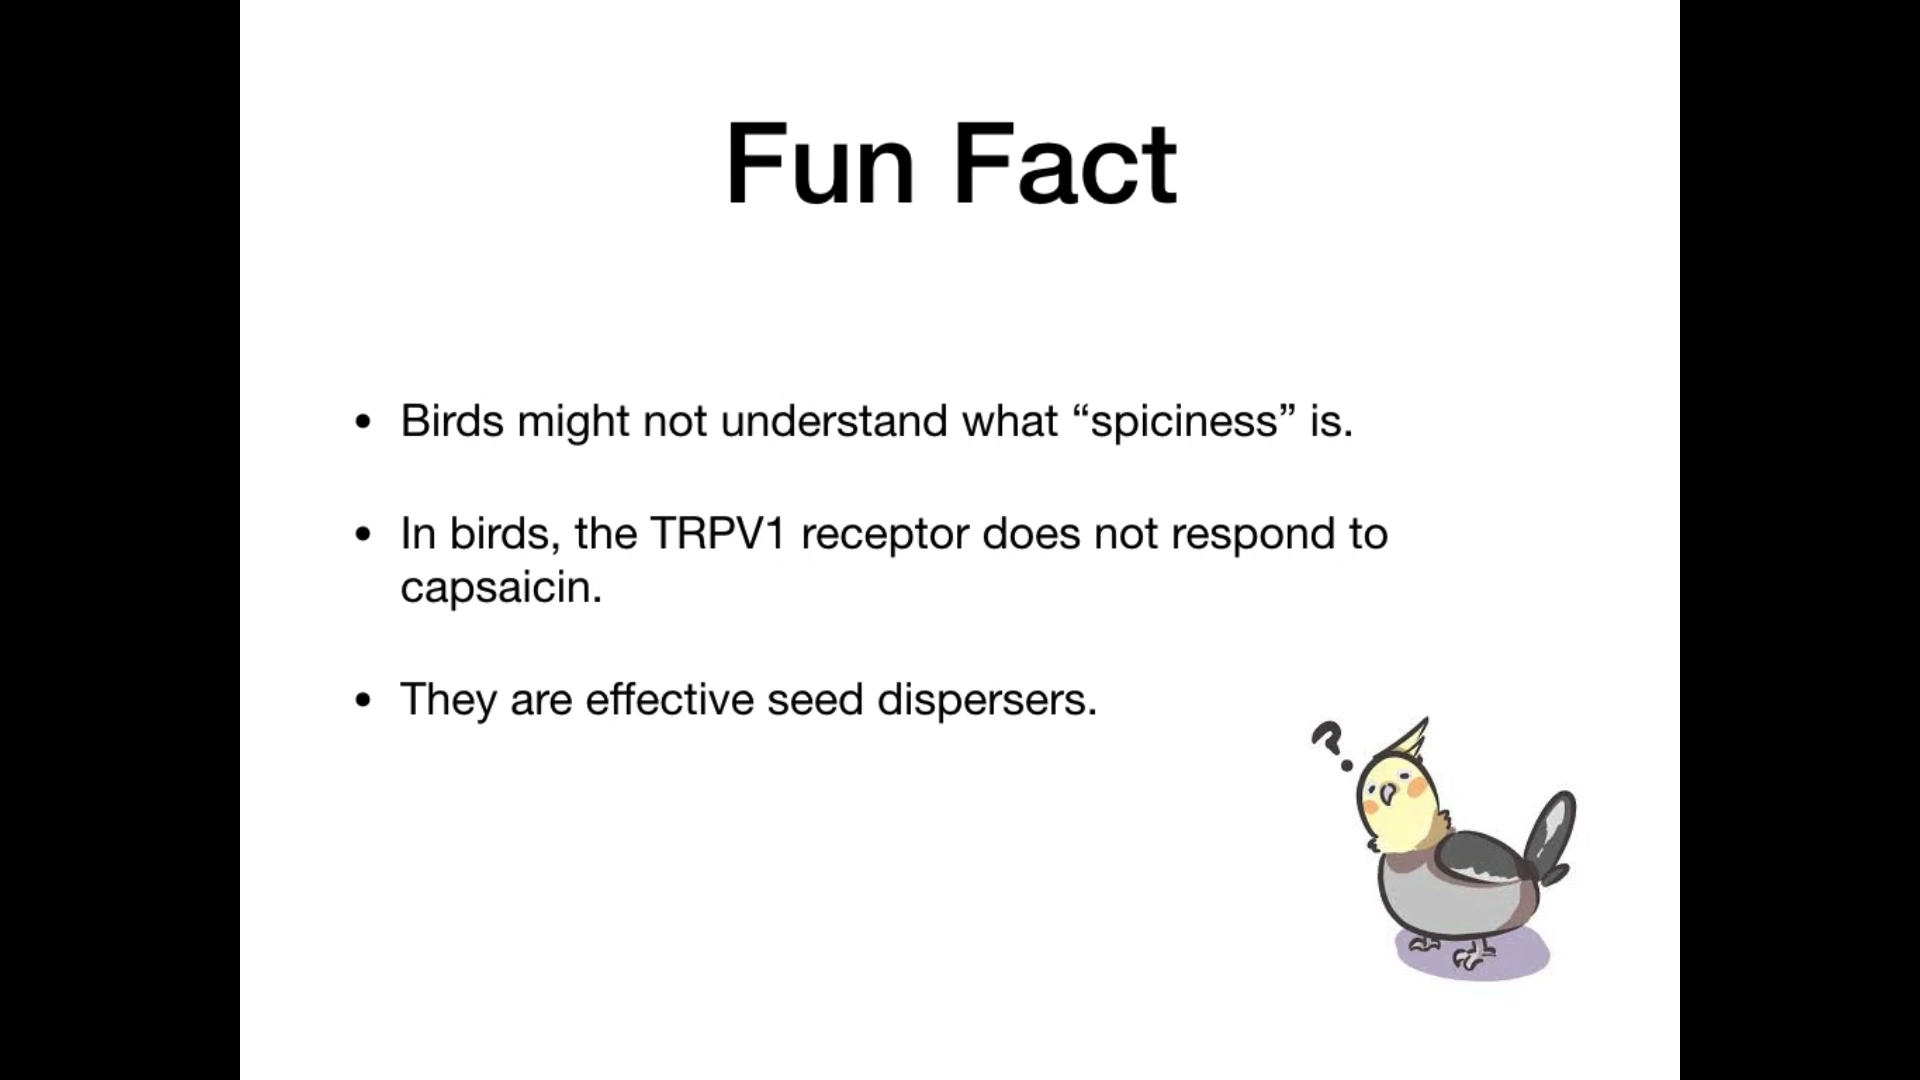 Fun Fact
• Birds might not understand what “spiciness” is.
• In birds, the TRPV1 receptor does not respond to
capsaicin.
• They are effective seed dispersers.
?